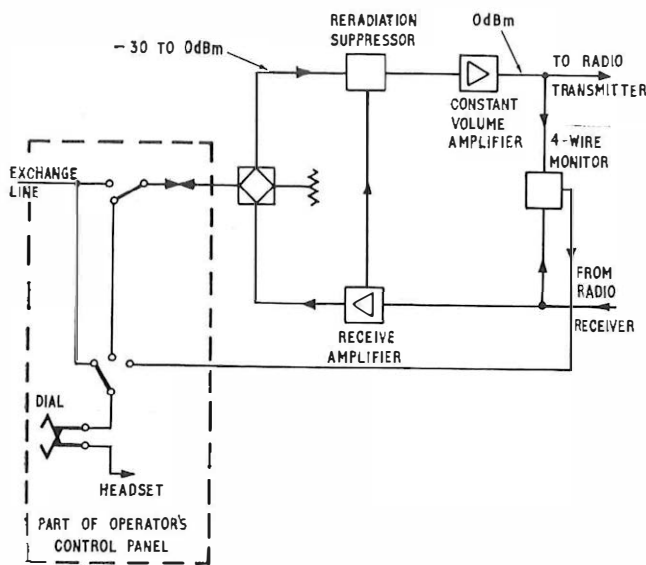 RERADIATION
SUPPRESSOR
0dBm
-30 TO 0dBm
TO RADIO
TRANSMITTER
CONSTANT
VOLUME
AMPLIFIER
4-WIRE
MONITOR
EXCHANGE
LINE
FROM
RADIO
RECEIVER
RECEIVE
AMPLIFIER
DIAL
HEADSET
PART OF OPERATOR'S
CONTROL PANEL